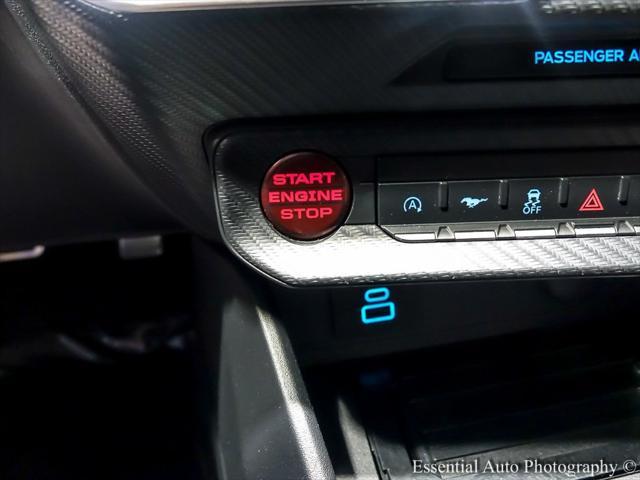 PASSENGER A
START
ENGINE
STOP
A
OFF
Essential Auto Photography ©